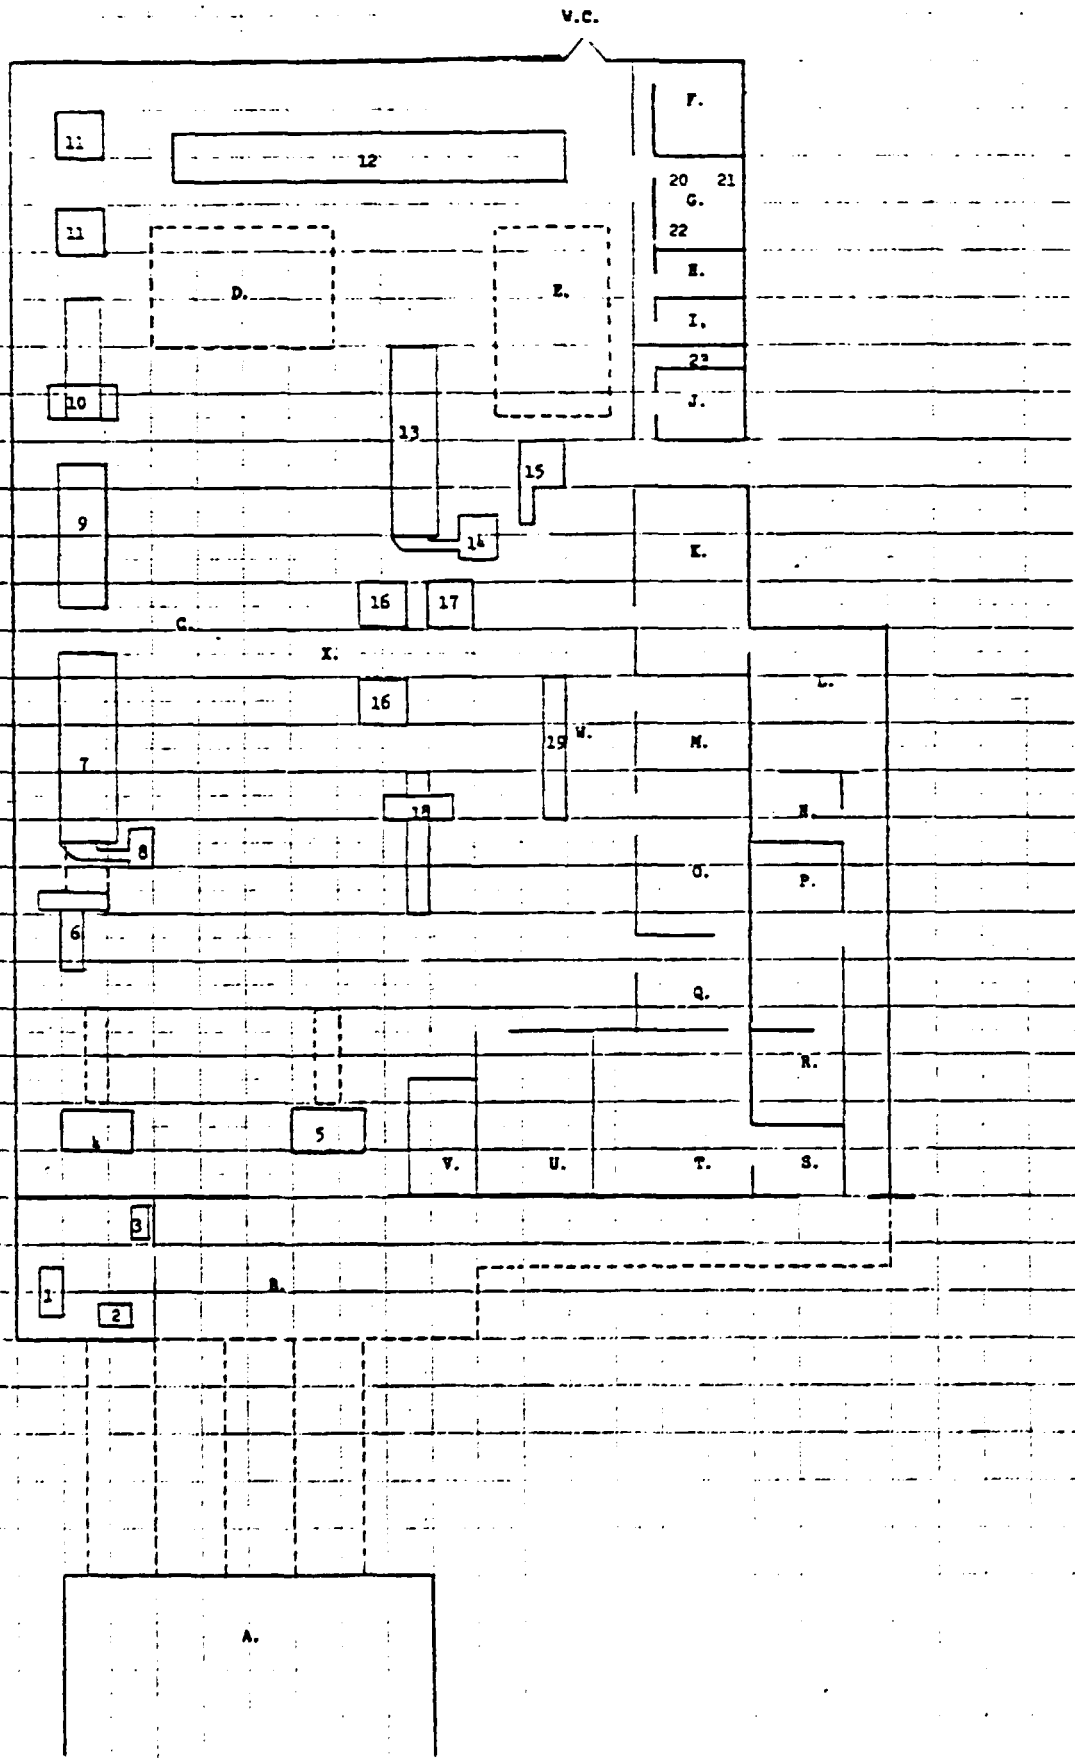 W.C.
F.
11
12
20 21
G.
22
11
H.
D.
E.
I.
23
10
J.
13
15
9
14
K.
16
17
C.
X.
L.
16
W.
19
M.
7
18
N.
8
O.
P.
6
Q.
R.
4
5
V.
U.
T.
S.
3
B.
1
2
A.